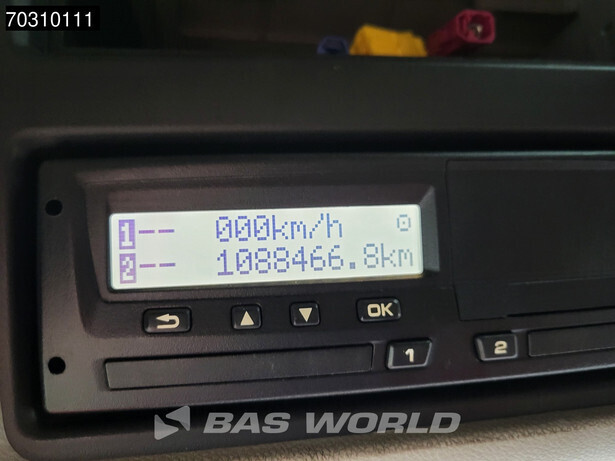 70310111
1-- 000km/h
2-- 1088466.8km
OK
1 2
BAS WORLD